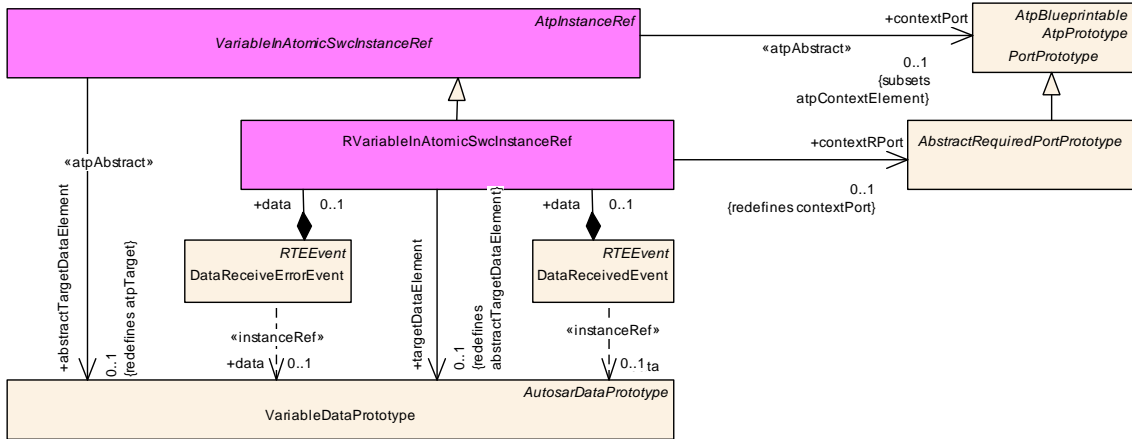 AtpInstanceRef
VariableInAtomicSwcInstanceRef
+contextPort
«atpAbstract»
0..1
{subsets
atpContextElement}
AtpBlueprintable
AtpPrototype
PortPrototype
RVariableInAtomicSwcInstanceRef
+contextRPort
0..1
{redefines contextPort}
AbstractRequiredPortPrototype
«atpAbstract»
+data
0..1
+data
0..1
RTEEvent
DataReceiveErrorEvent
RTEEvent
DataReceivedEvent
+abstractTargetDataElement
0..1
{redefines atpTarget}
+targetDataElement
0..1
{redefines
abstractTargetDataElement}
«instanceRef»
+data
0..1
«instanceRef»
0..1
ta
AutosarDataPrototype
VariableDataPrototype